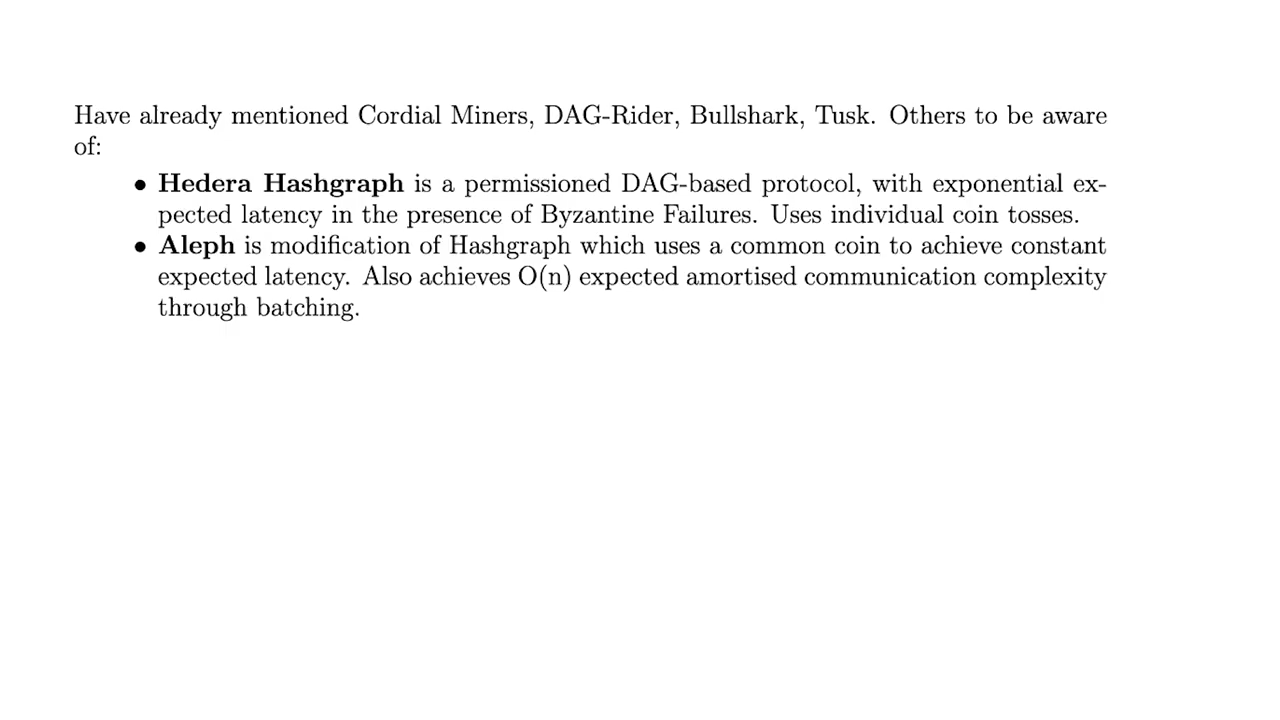 Have already mentioned Cordial Miners, DAG-Rider, Bullshark, Tusk. Others to be aware
of:
• Hedera Hashgraph is a permissioned DAG-based protocol, with exponential ex-
pected latency in the presence of Byzantine Failures. Uses individual coin tosses.
• Aleph is modification of Hashgraph which uses a common coin to achieve constant
expected latency. Also achieves O(n) expected amortised communication complexity
through batching.